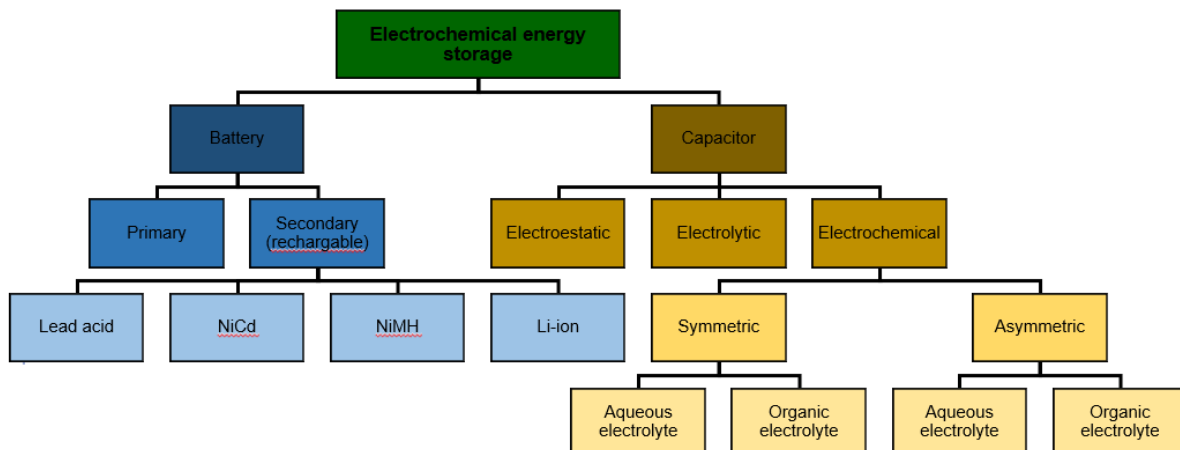 Electrochemical energy
storage
Battery
Capacitor
Primary
Secondary
(rechargable)
Electroestatic
Electrolytic
Electrochemical
Lead acid
NiCd
NiMH
Li-ion
Symmetric
Asymmetric
Aqueous
electrolyte
Organic
electrolyte
Aqueous
electrolyte
Organic
electrolyte